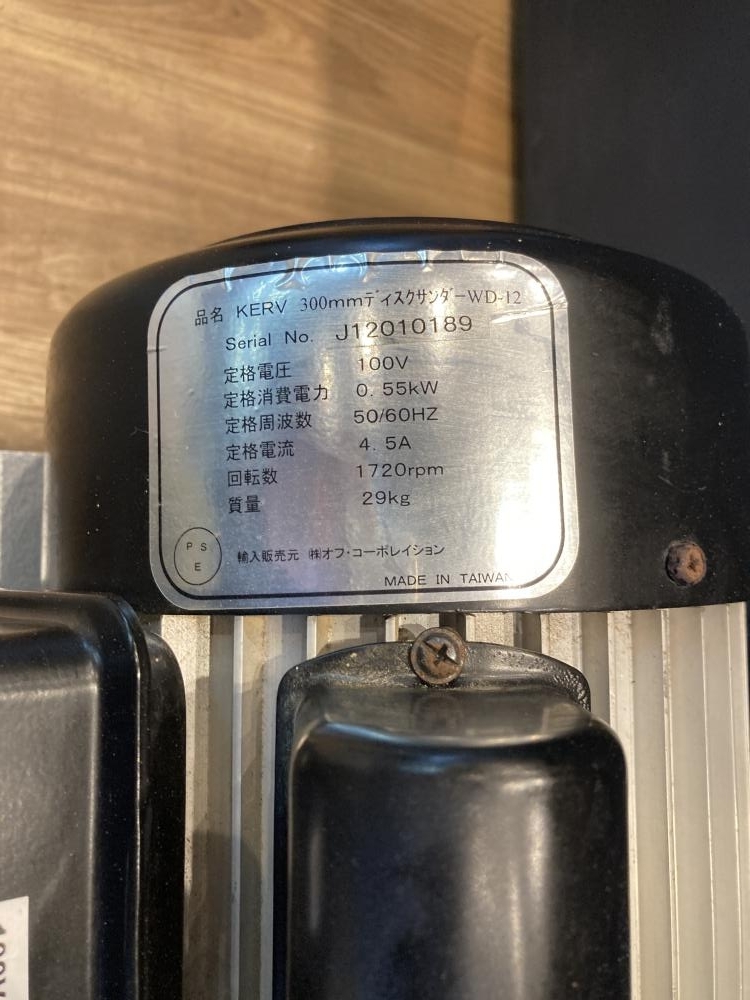 品名 KERV 300mmディスクサンダーWD-12
Serial No. J12010189
定格電圧 100V
定格消費電力 0.55kW
定格周波数 50/60HZ
定格電流 4.5A
回転数 1720rpm
質量 29kg
P S
E
輸入販売元 ㈱オフ・コーポレイション
MADE IN TAIWAN
100V